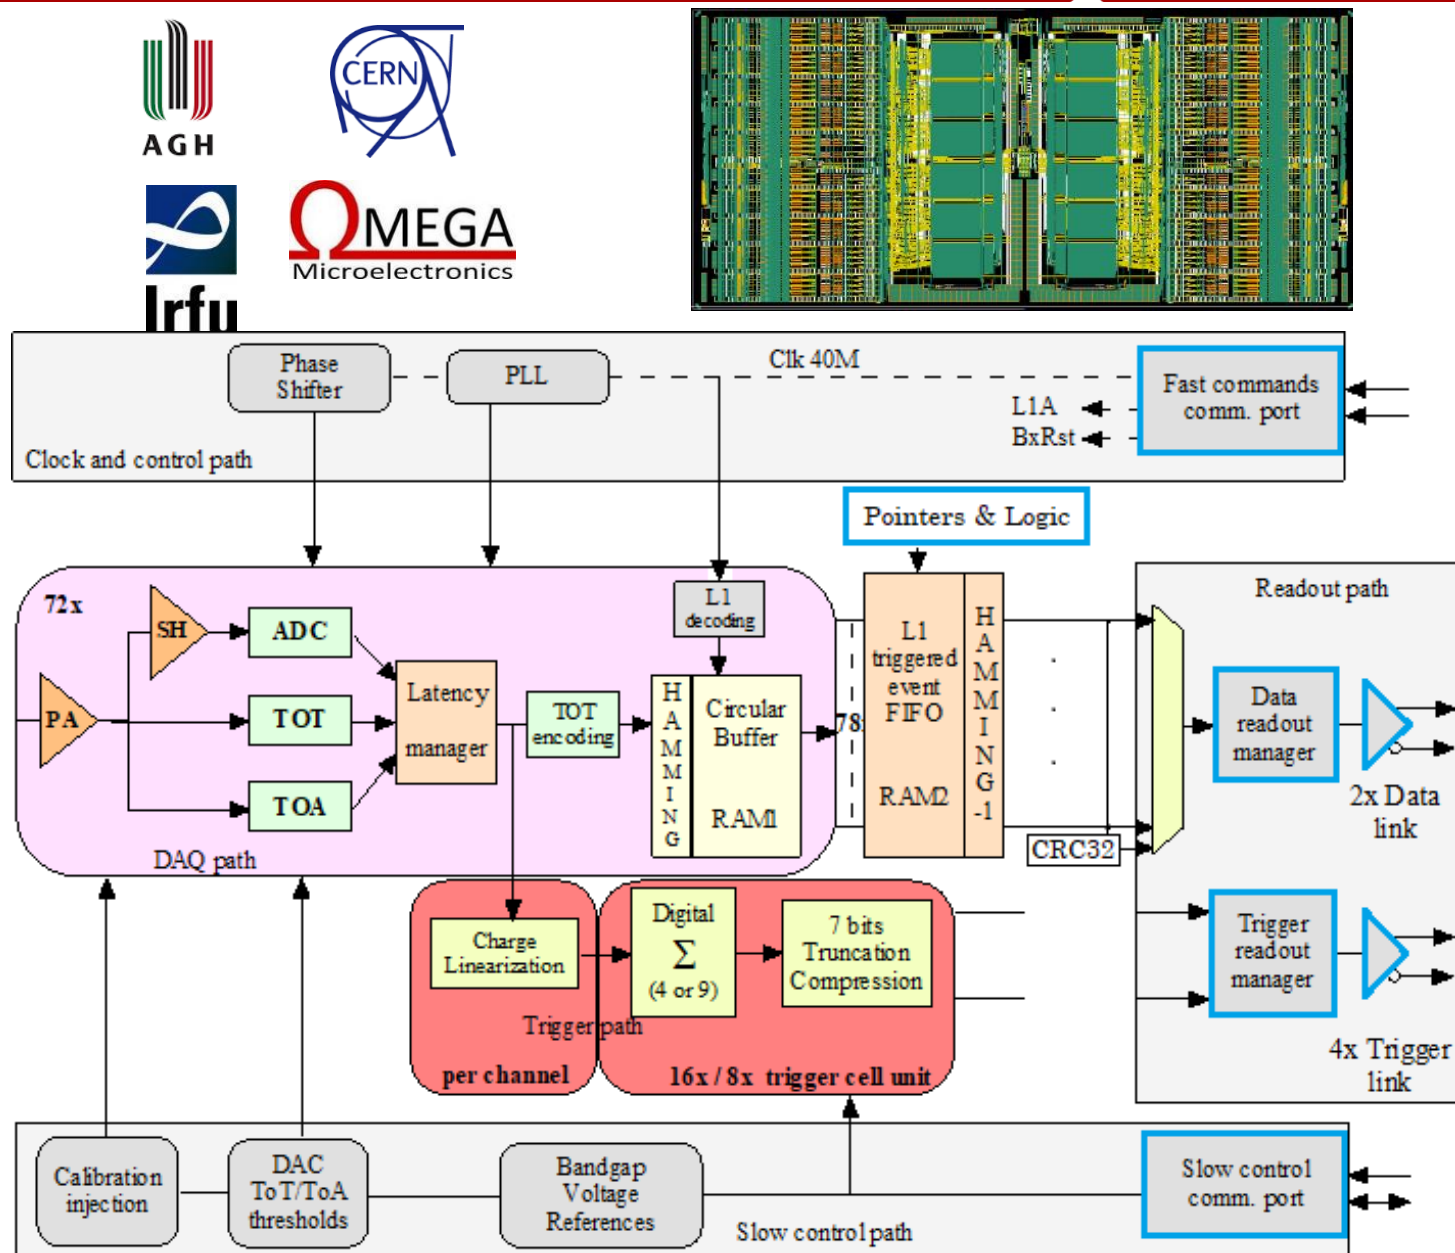 AGH
CERN
ΩMEGA
Microelectronics
Irfu
Phase
Shifter
PLL
Clk 40M
Fast commands
comm. port
L1A
BxRst
Clock and control path
Pointers & Logic
72x
SH
ADC
PA
TOT
TOA
Latency
manager
TOT
encoding
L1
decoding
H
A
M
M
I
N
G
Circular
Buffer
RAM1
DAQ path
78
L1
triggered
event
FIFO
RAM2
H
A
M
M
I
N
G
-1
CRC32
Readout path
Data
readout
manager
2x Data
link
Charge
Linearization
Digital
Σ
(4 or 9)
7 bits
Truncation
Compression
Trigger path
per channel
16x / 8x trigger cell unit
Trigger
readout
manager
4x Trigger
link
Calibration
injection
DAC
ToT/ToA
thresholds
Bandgap
Voltage
References
Slow control path
Slow control
comm. port